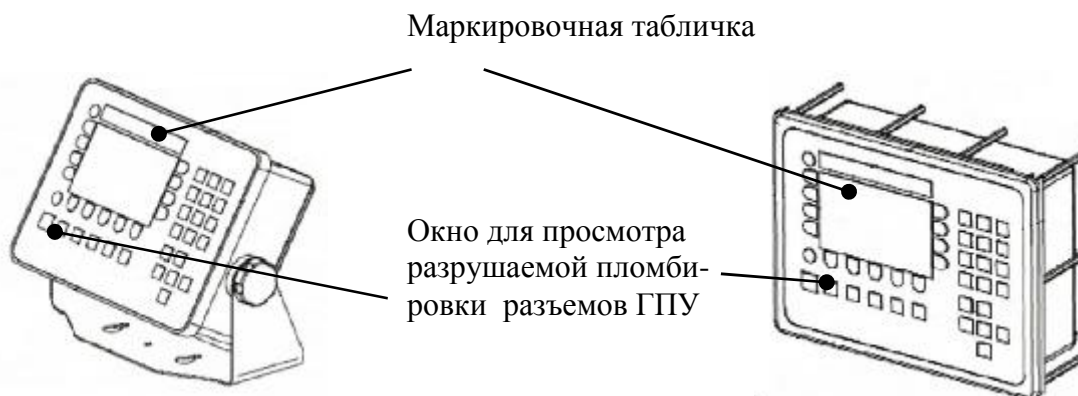 Маркировочная табличка
Окно для просмотра
разрушаемой пломби-
ровки разъемов ГПУ